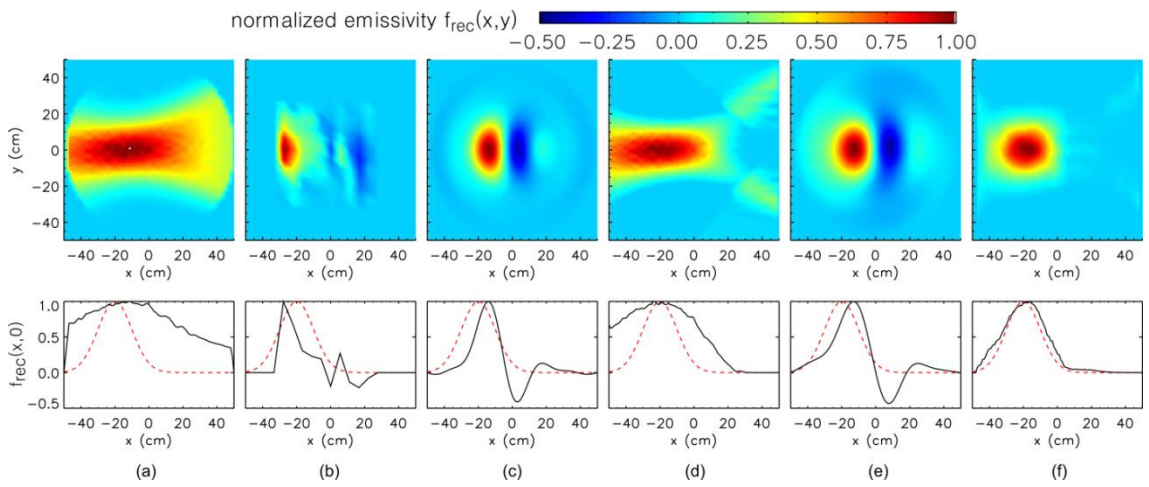 normalized emissivity f_rec(x,y)
−0.50 −0.25 0.00 0.25 0.50 0.75 1.00
y (cm)
40
20
0
−20
−40
−40 −20 0 20 40 −40 −20 0 20 40 −40 −20 0 20 40 −40 −20 0 20 40 −40 −20 0 20 40 −40 −20 0 20 40
x (cm) x (cm) x (cm) x (cm) x (cm) x (cm)
f_rec(x,0)
1.0
0.5
0.0
−0.5
−40 −20 0 20 40 −40 −20 0 20 40 −40 −20 0 20 40 −40 −20 0 20 40 −40 −20 0 20 40 −40 −20 0 20 40
x (cm) x (cm) x (cm) x (cm) x (cm) x (cm)
(a) (b) (c) (d) (e) (f)